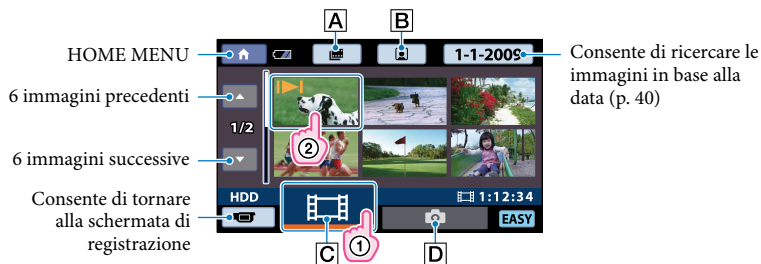 A
B
HOME MENU
1-1-2009
Consente di ricercare le
immagini in base alla
data (p. 40)
6 immagini precedenti
1/2
2
6 immagini successive
HDD
1:12:34
Consente di tornare
alla schermata di
registrazione
EASY
1
C
D